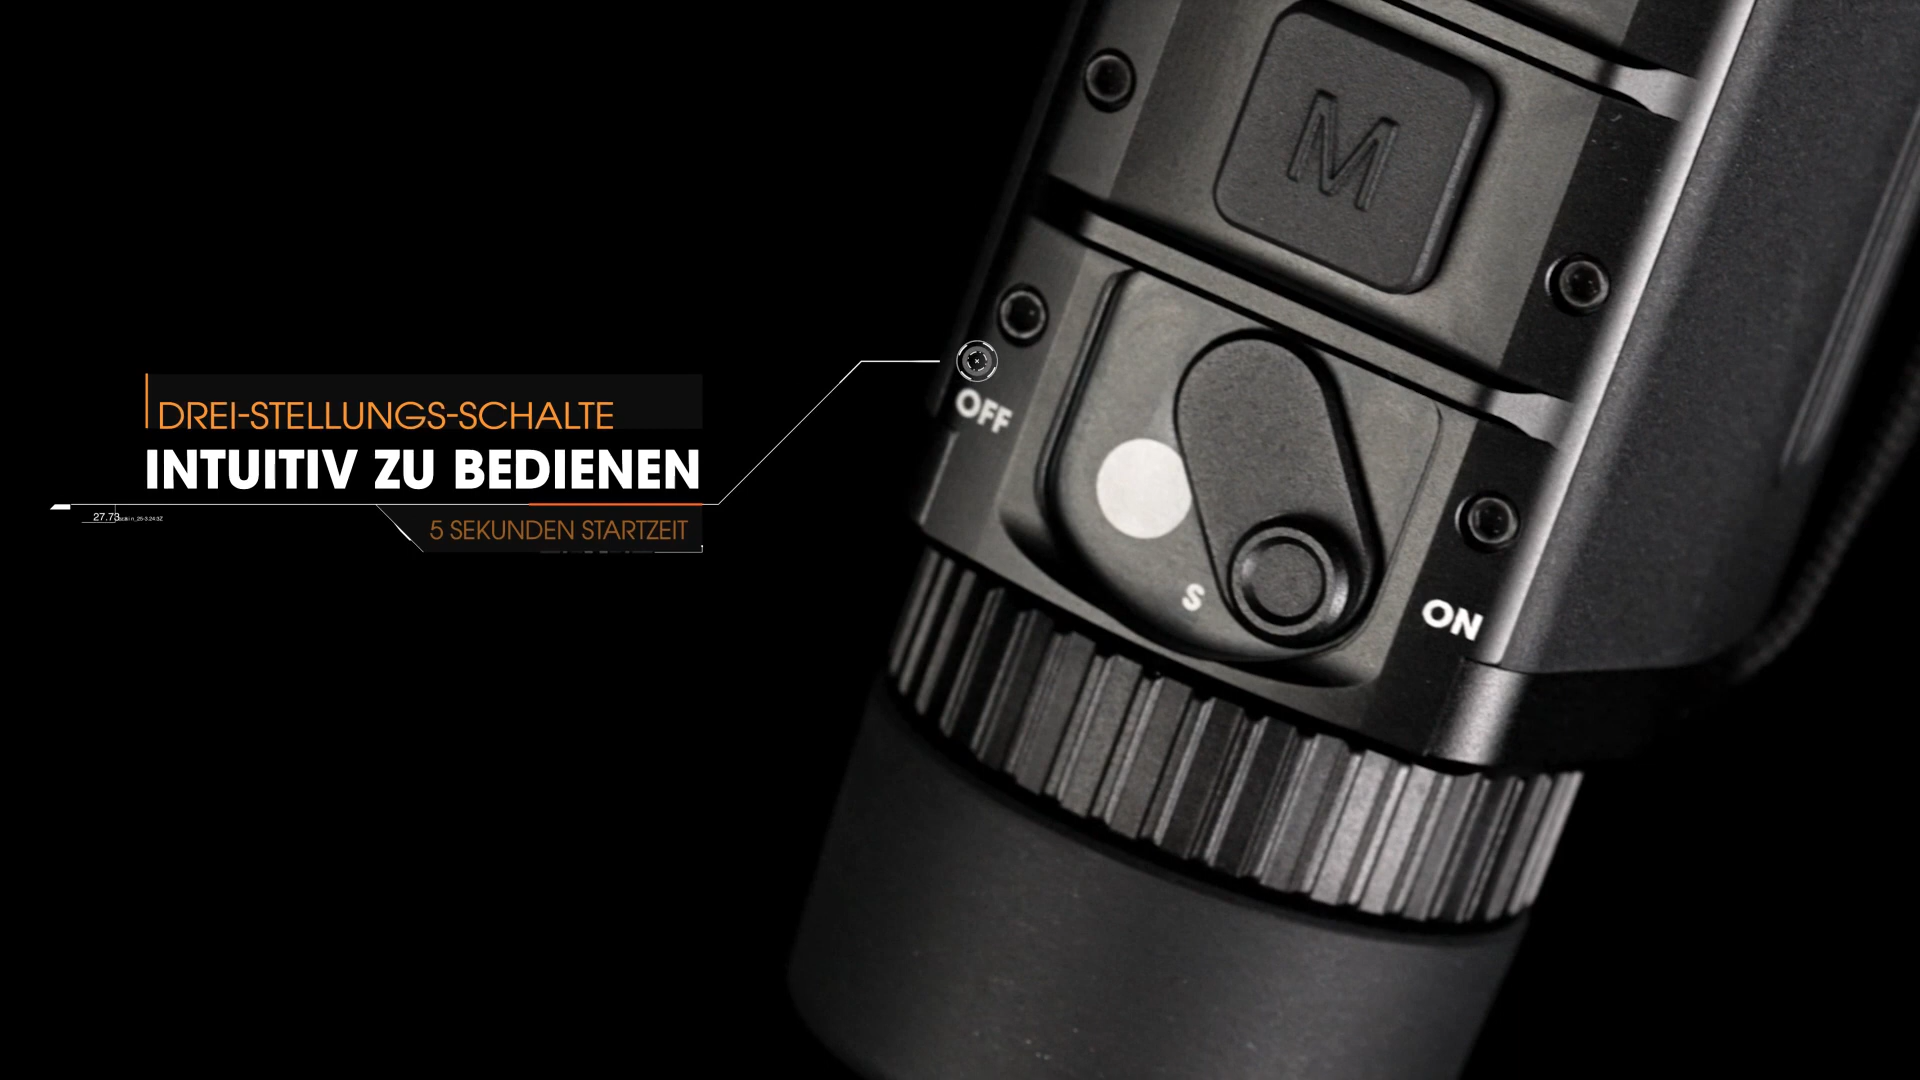 M
DREI-STELLUNGS-SCHALTE
OFF
INTUITIV ZU BEDIENEN
27.73
5 SEKUNDEN STARTZEIT
S
ON